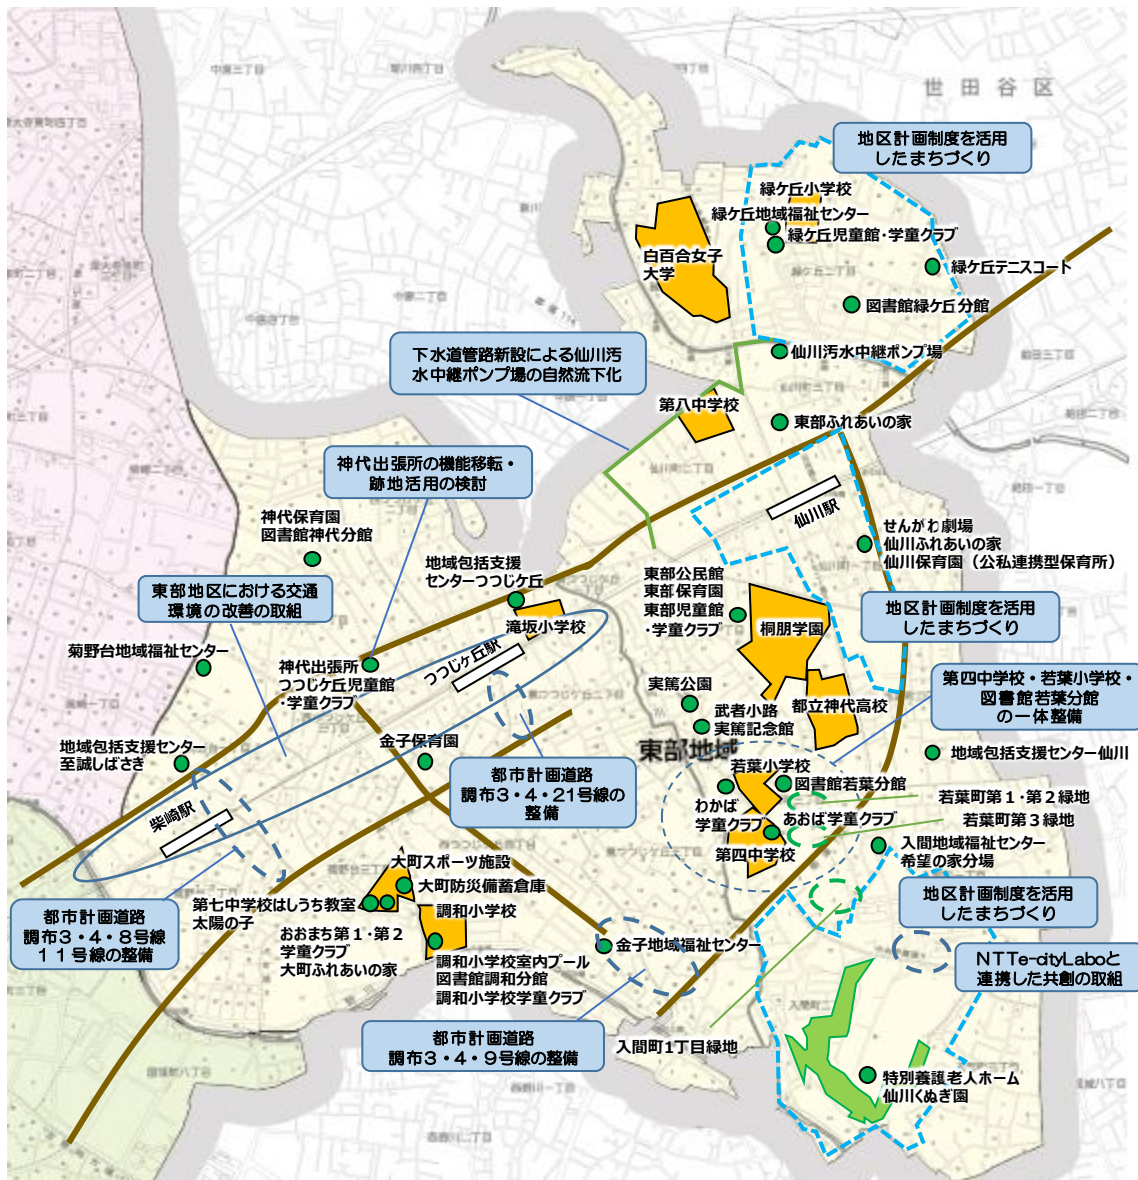 世田谷区
地区計画制度を活用
したまちづくり
緑ケ丘小学校
緑ケ丘地域福祉センター
緑ケ丘児童館・学童クラブ
白百合女子
大学
緑ケ丘テニスコート
緑ケ丘二丁目
図書館緑ケ丘分館
下水道管路新設による仙川汚
水中継ポンプ場の自然流下化
仙川汚水中継ポンプ場
仙川町三丁目
第八中学校
東部ふれあいの家
神代出張所の機能移転・
跡地活用の検討
仙川町二丁目
仙川駅
神代保育園
図書館神代分館
せんがわ劇場
仙川ふれあいの家
仙川保育園（公私連携型保育所）
地域包括支援
センターつつじケ丘
東部公民館
東部保育園
東部児童館
・学童クラブ
東部地区における交通
環境の改善の取組
仙川町一丁目
地区計画制度を活用
したまちづくり
滝坂小学校
桐朋学園
菊野台地域福祉センター
神代出張所
つつじケ丘児童館
・学童クラブ
つつじヶ丘駅
第四中学校・若葉小学校・
図書館若葉分館
の一体整備
実篤公園
都立神代高校
武者小路
実篤記念館
地域包括支援センター
至誠しばさき
金子保育園
東部地域
地域包括支援センター仙川
都市計画道路
調布３・４・２１号線の
整備
若葉小学校
図書館若葉分館
わかば
学童クラブ
あおば学童クラブ
若葉町第１・第２緑地
若葉町第３緑地
柴崎駅
第四中学校
入間地域福祉センター
希望の家分場
大町スポーツ施設
大町防災備蓄倉庫
地区計画制度を活用
したまちづくり
都市計画道路
調布３・４・８号線
１１号線の整備
第七中学校はしうち教室
太陽の子
調和小学校
おおまち第１・第２
学童クラブ
大町ふれあいの家
金子地域福祉センター
調和小学校室内プール
図書館調和分館
調和小学校学童クラブ
ＮＴＴｅ－ｃｉｔｙＬａｂｏと
連携した共創の取組
都市計画道路
調布３・４・９号線の整備
入間町1丁目緑地
特別養護老人ホーム
仙川くぬぎ園